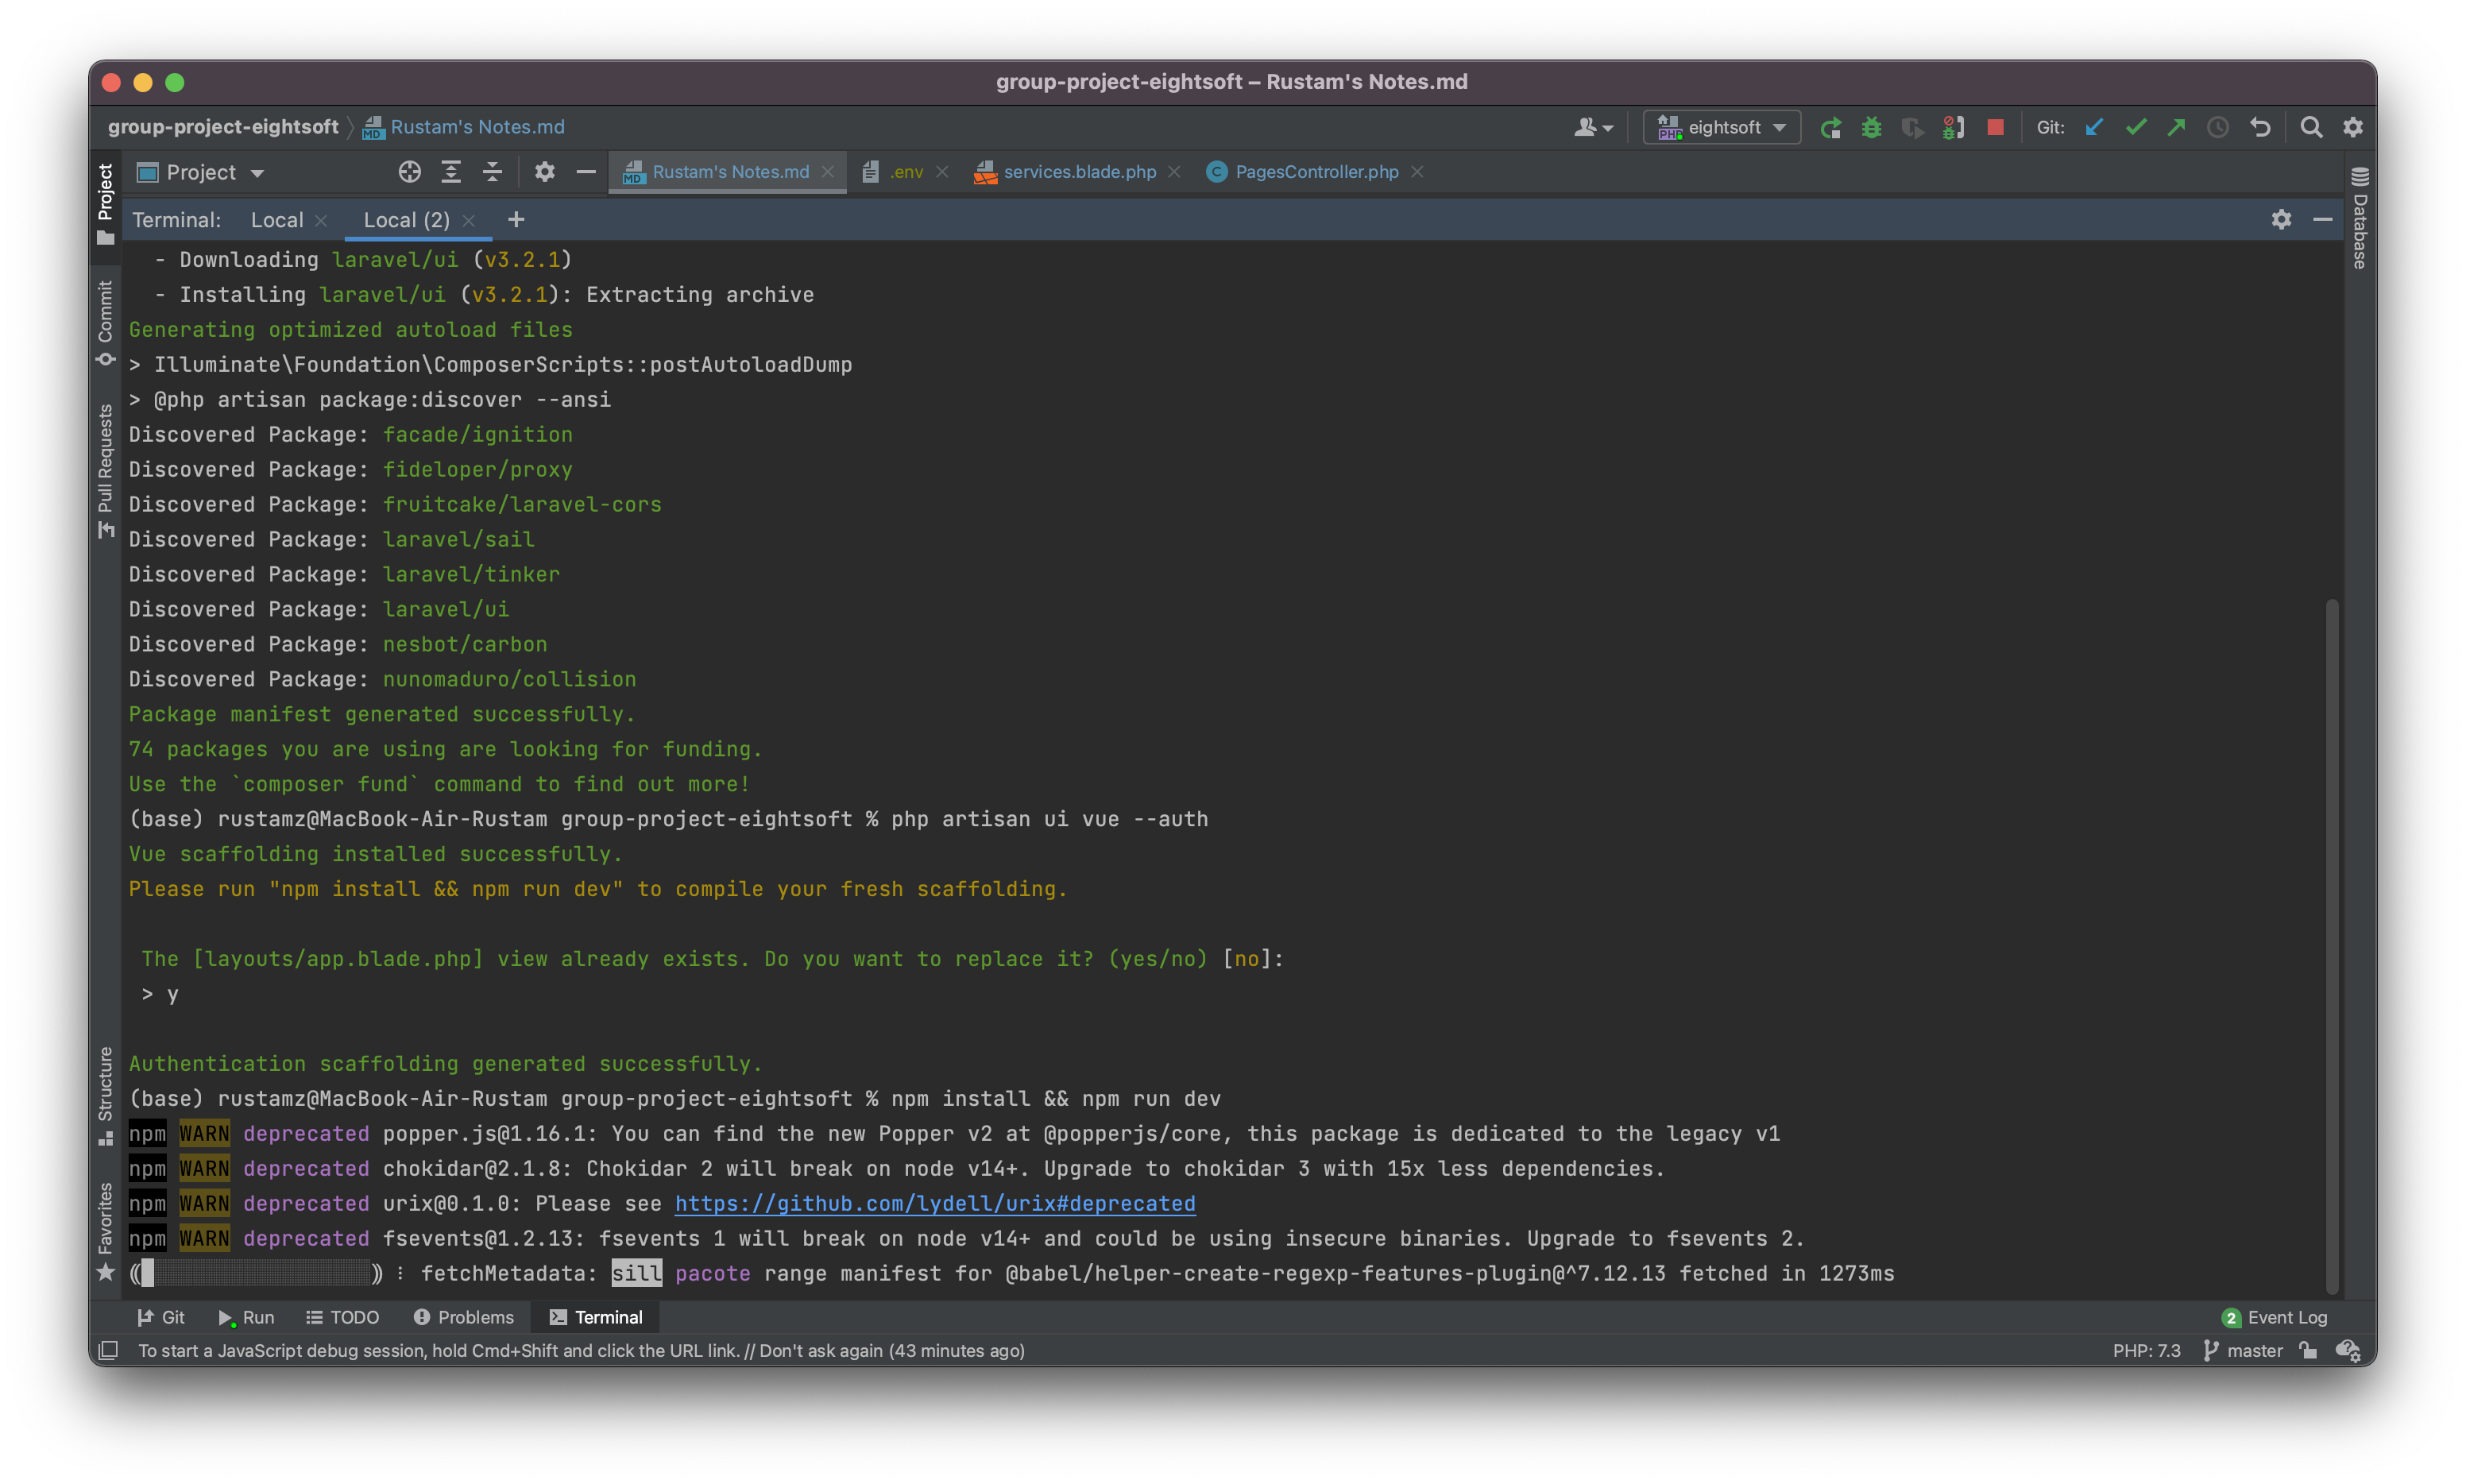 group-project-eightsoft – Rustam's Notes.md
group-project-eightsoft Rustam's Notes.md eightsoft Git:
Project Rustam's Notes.md .env services.blade.php PagesController.php
Terminal: Local Local (2) +
- Downloading laravel/ui (v3.2.1)
- Installing laravel/ui (v3.2.1): Extracting archive
Generating optimized autoload files
> Illuminate\Foundation\ComposerScripts::postAutoloadDump
> @php artisan package:discover --ansi
Discovered Package: facade/ignition
Discovered Package: fideloper/proxy
Discovered Package: fruitcake/laravel-cors
Discovered Package: laravel/sail
Discovered Package: laravel/tinker
Discovered Package: laravel/ui
Discovered Package: nesbot/carbon
Discovered Package: nunomaduro/collision
Package manifest generated successfully.
74 packages you are using are looking for funding.
Use the `composer fund` command to find out more!
(base) rustamz@MacBook-Air-Rustam group-project-eightsoft % php artisan ui vue --auth
Vue scaffolding installed successfully.
Please run "npm install && npm run dev" to compile your fresh scaffolding.
The [layouts/app.blade.php] view already exists. Do you want to replace it? (yes/no) [no]:
> y
Authentication scaffolding generated successfully.
(base) rustamz@MacBook-Air-Rustam group-project-eightsoft % npm install && npm run dev
npm WARN deprecated popper.js@1.16.1: You can find the new Popper v2 at @popperjs/core, this package is dedicated to the legacy v1
npm WARN deprecated chokidar@2.1.8: Chokidar 2 will break on node v14+. Upgrade to chokidar 3 with 15x less dependencies.
npm WARN deprecated urix@0.1.0: Please see https://github.com/lydell/urix#deprecated
npm WARN deprecated fsevents@1.2.13: fsevents 1 will break on node v14+ and could be using insecure binaries. Upgrade to fsevents 2.
⸨ ⸩ ⠸ fetchMetadata: sill pacote range manifest for @babel/helper-create-regexp-features-plugin@^7.12.13 fetched in 1273ms
Project
Commit
Pull Requests
Structure
Favorites
Database
Git Run TODO Problems Terminal 2 Event Log
To start a JavaScript debug session, hold Cmd+Shift and click the URL link. // Don't ask again (43 minutes ago) PHP: 7.3 master